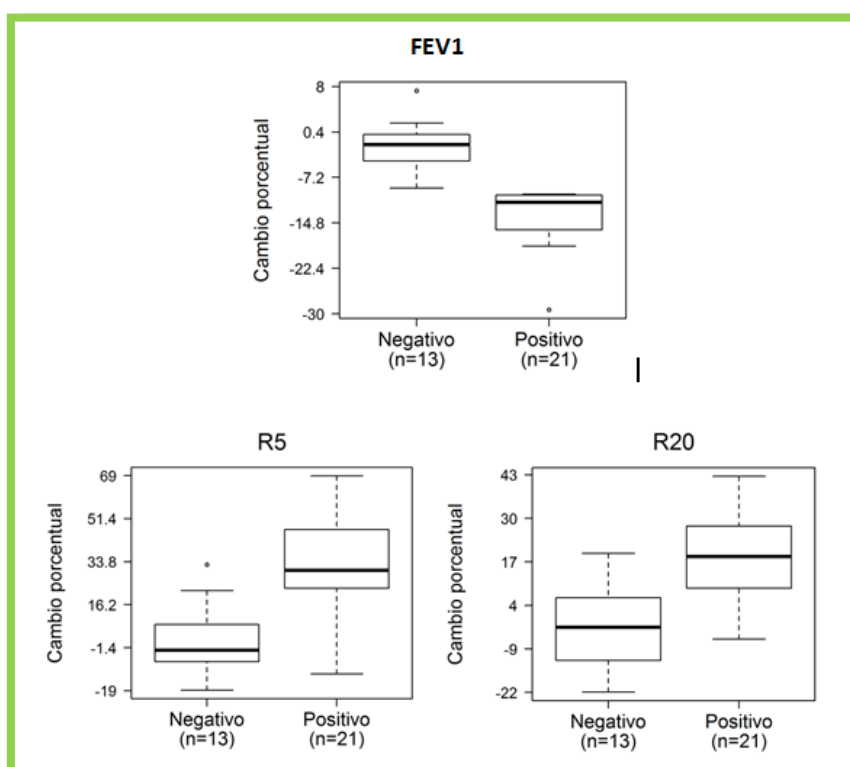 FEV1
Cambio porcentual
8
0.4
-7.2
-14.8
-22.4
-30
Negativo Positivo
(n=13) (n=21)
R5
Cambio porcentual
69
51.4
33.8
16.2
-1.4
-19
Negativo Positivo
(n=13) (n=21)
R20
Cambio porcentual
43
30
17
4
-9
-22
Negativo Positivo
(n=13) (n=21)